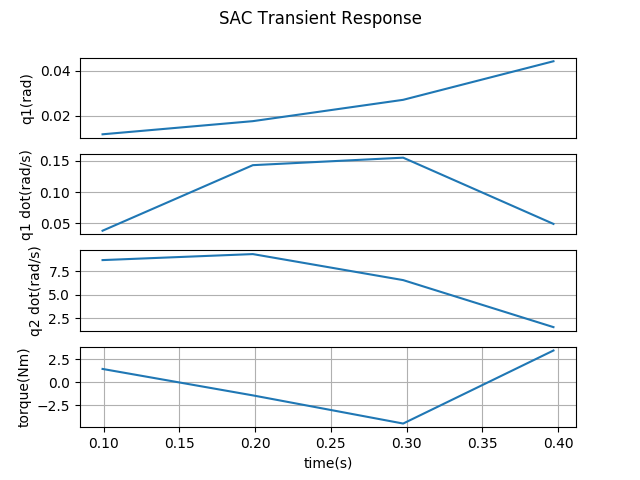 SAC Transient Response
q1(rad)
0.04
0.02
q1 dot(rad/s)
0.15
0.10
0.05
q2 dot(rad/s)
7.5
5.0
2.5
torque(Nm)
2.5
0.0
−2.5
0.10 0.15 0.20 0.25 0.30 0.35 0.40
time(s)